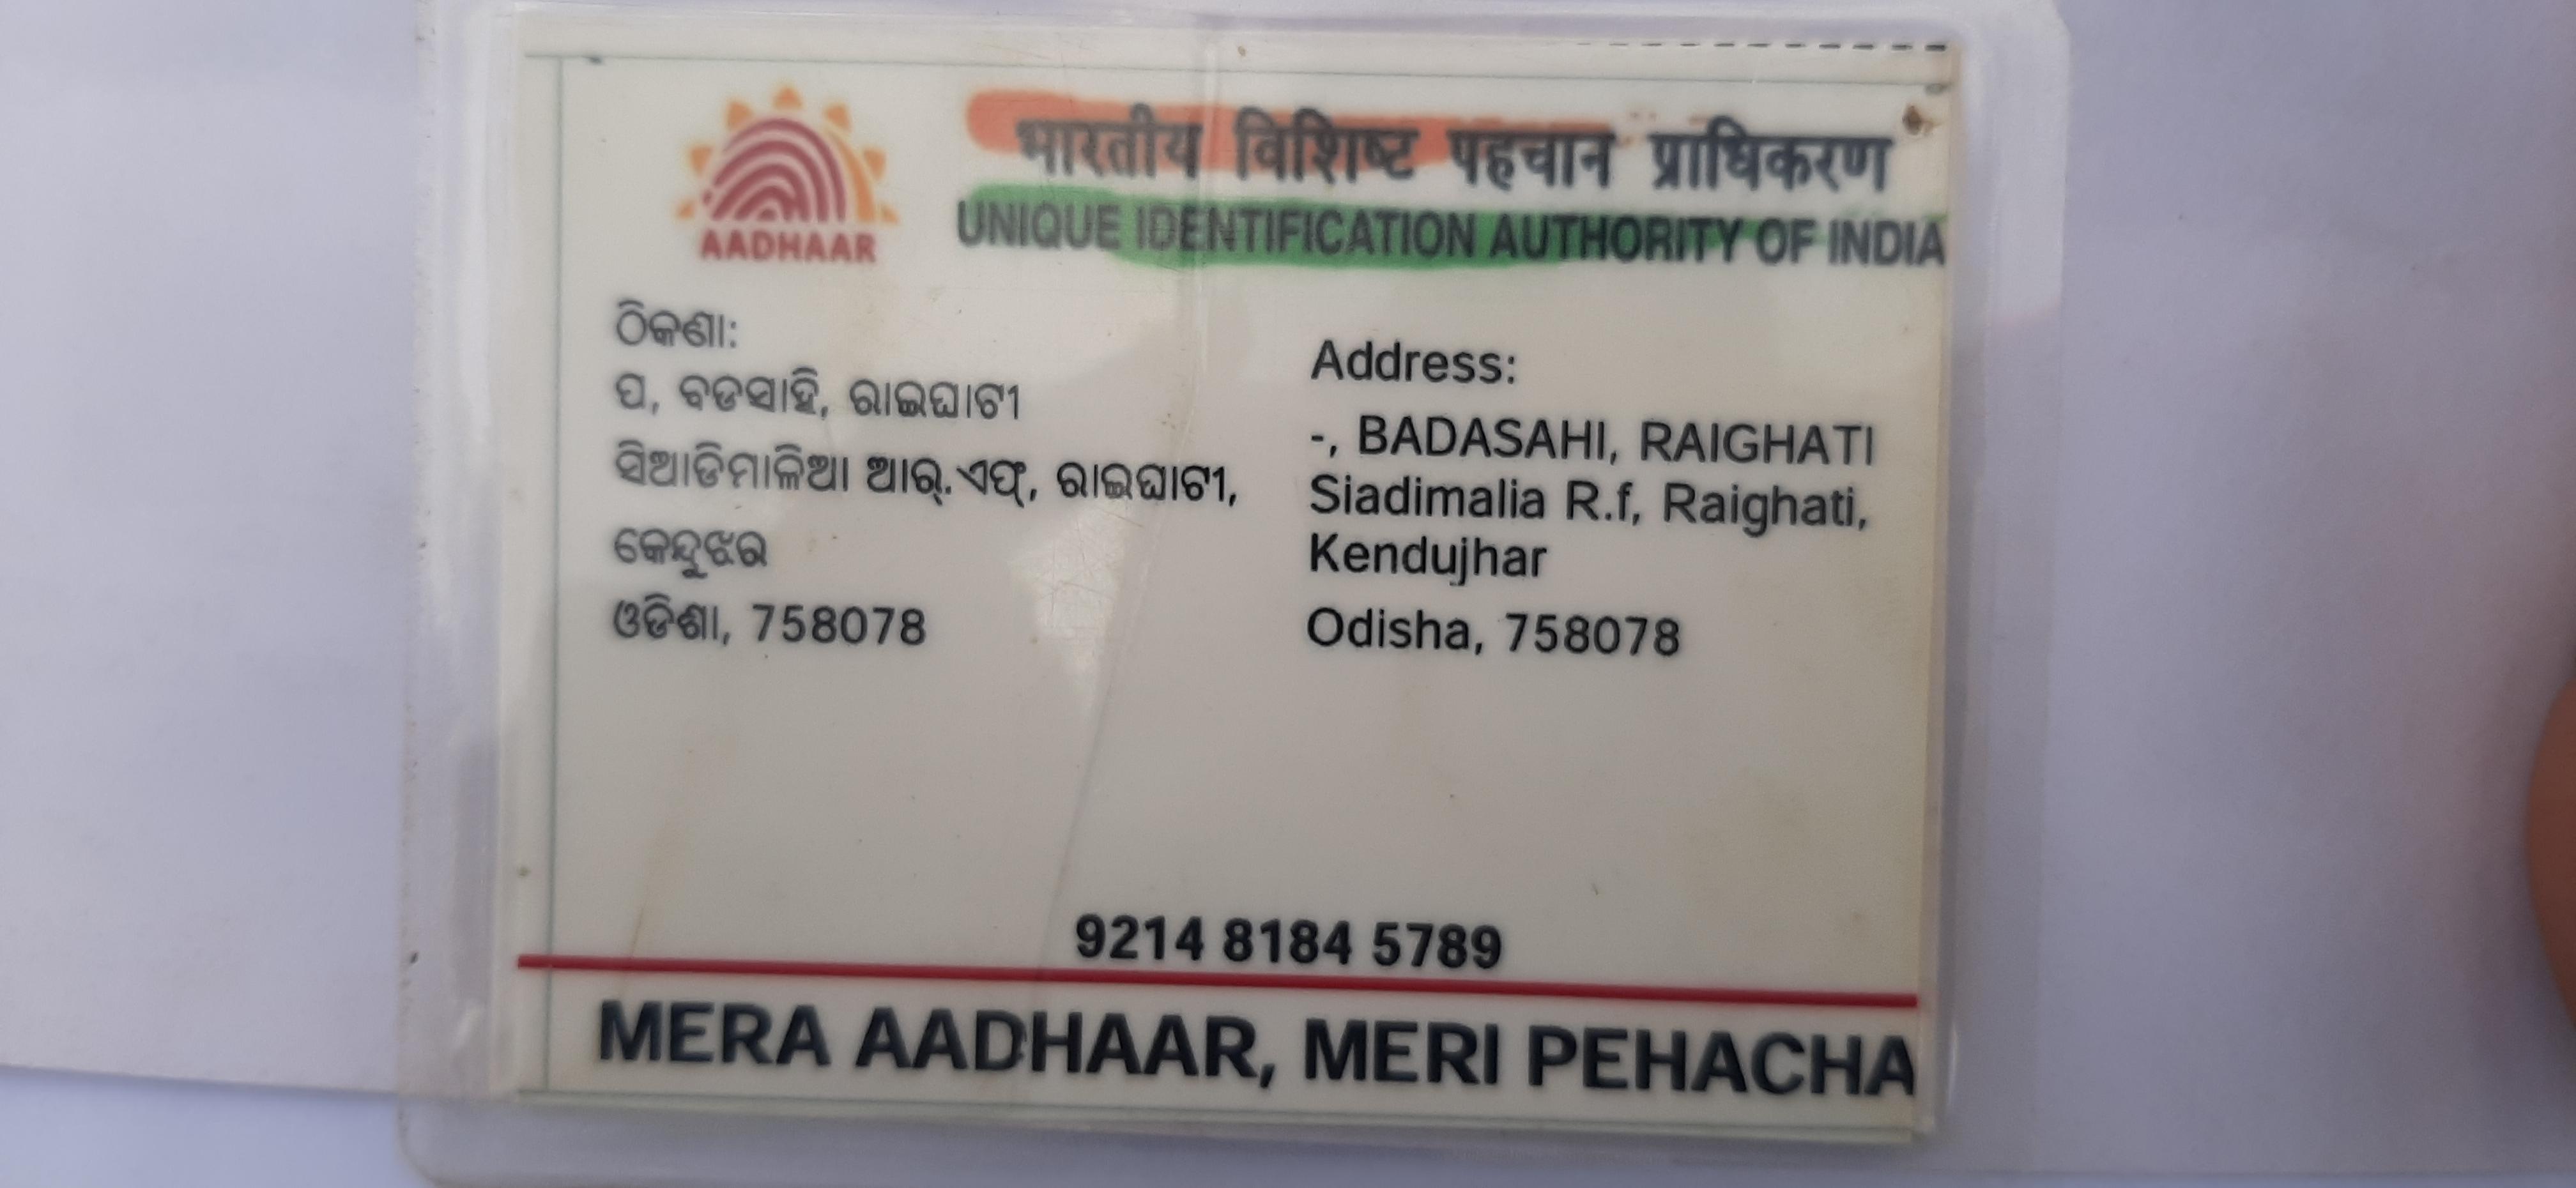 भारतीय विशिष्ट पहचान प्राधिकरण
UNIQUE IDENTIFICATION AUTHORITY OF INDIA
AADHAAR
ଠିକଣା:
ପ, ବଡସାହି, ରାଇଘାଟୀ
ସିଆଡିମାଳିଆ ଆର୍.ଏଫ୍, ରାଇଘାଟୀ,
କେନ୍ଦୁଝର
ଓଡିଶା, 758078
Address:
-, BADASAHI, RAIGHATI
Siadimalia R.f, Raighati,
Kendujhar
Odisha, 758078
9214 8184 5789
MERA AADHAAR, MERI PEHACHA